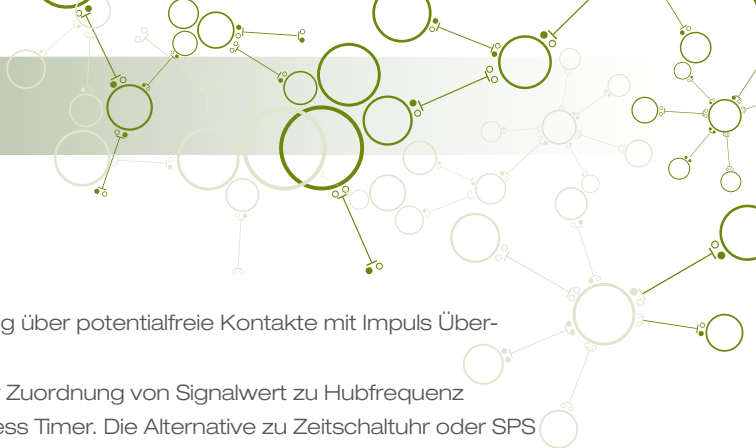 g über potentialfreie Kontakte mit Impuls Über-
Zuordnung von Signalwert zu Hubfrequenz
ess Timer. Die Alternative zu Zeitschaltuhr oder SPS